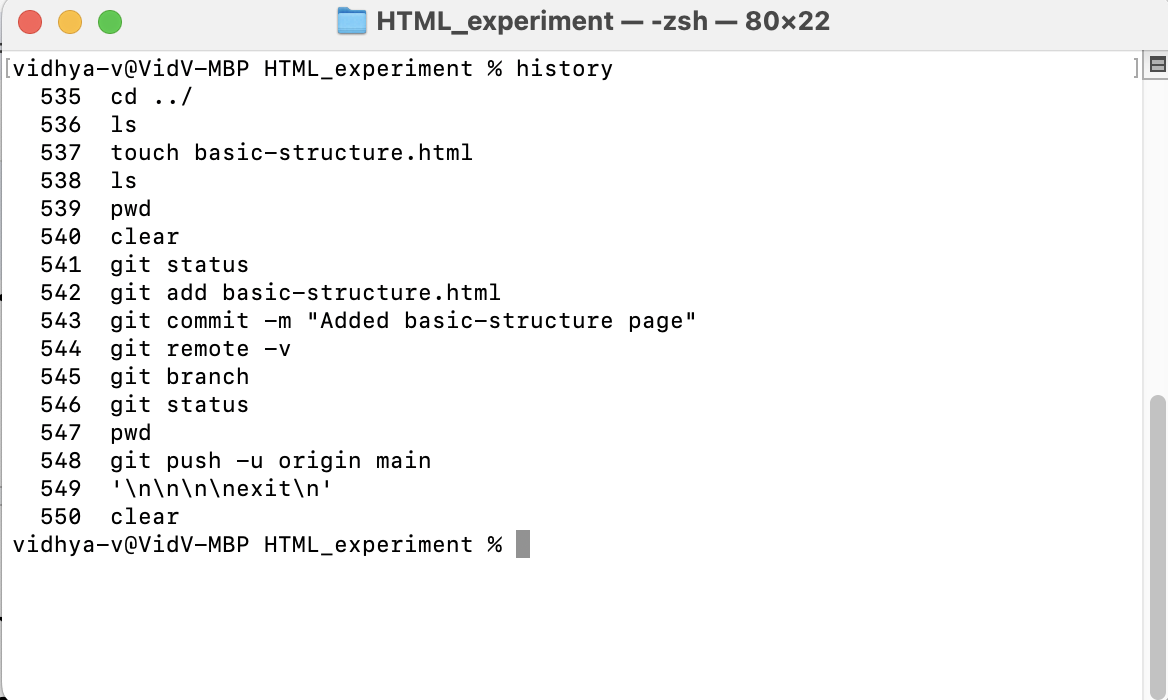 HTML_experiment — -zsh — 80×22
[vidhya-v@VidV-MBP HTML_experiment % history ]
535 cd ../
536 ls
537 touch basic-structure.html
538 ls
539 pwd
540 clear
541 git status
542 git add basic-structure.html
543 git commit -m "Added basic-structure page"
544 git remote -v
545 git branch
546 git status
547 pwd
548 git push -u origin main
549 '\n\n\n\nexit\n'
550 clear
vidhya-v@VidV-MBP HTML_experiment %